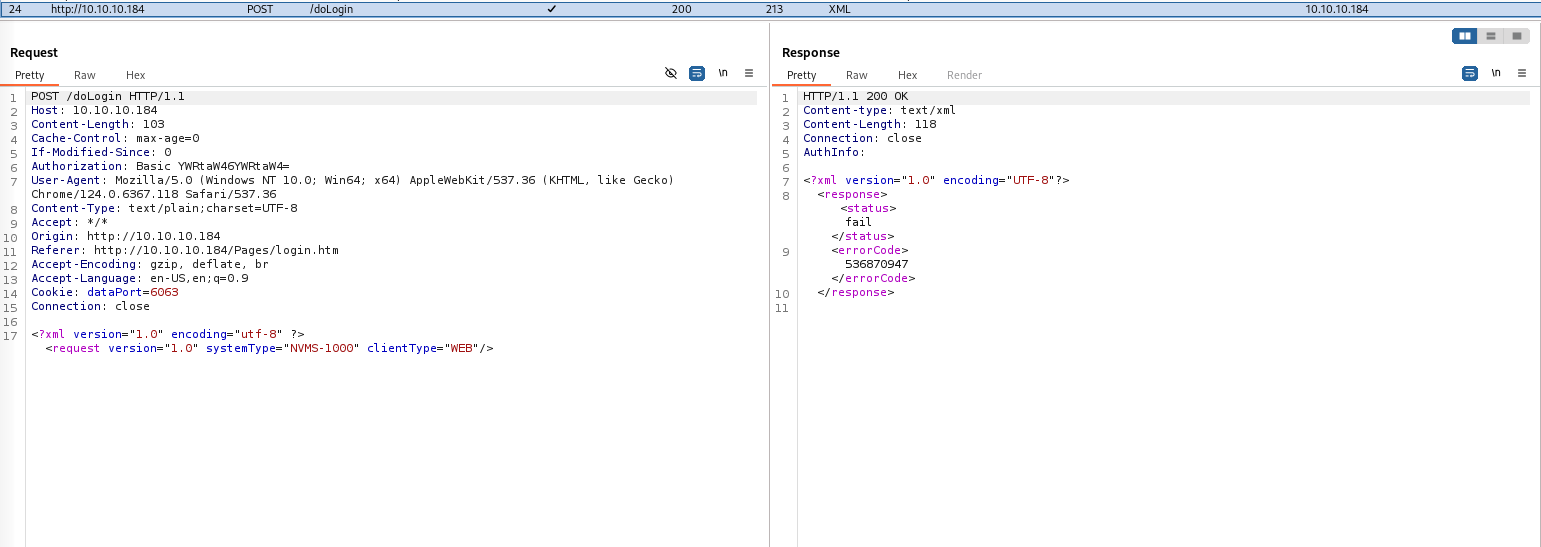 24 http://10.10.10.184 POST /doLogin ✓ 200 213 XML 10.10.10.184
Request
Pretty Raw Hex \n
1 POST /doLogin HTTP/1.1
2 Host: 10.10.10.184
3 Content-Length: 103
4 Cache-Control: max-age=0
5 If-Modified-Since: 0
6 Authorization: Basic YWRtaW46YWRtaW4=
7 User-Agent: Mozilla/5.0 (Windows NT 10.0; Win64; x64) AppleWebKit/537.36 (KHTML, like Gecko)
Chrome/124.0.6367.118 Safari/537.36
8 Content-Type: text/plain;charset=UTF-8
9 Accept: */*
10 Origin: http://10.10.10.184
11 Referer: http://10.10.10.184/Pages/login.htm
12 Accept-Encoding: gzip, deflate, br
13 Accept-Language: en-US,en;q=0.9
14 Cookie: dataPort=6063
15 Connection: close
16
17 <?xml version="1.0" encoding="utf-8" ?>
<request version="1.0" systemType="NVMS-1000" clientType="WEB"/>
Response
Pretty Raw Hex Render \n
1 HTTP/1.1 200 OK
2 Content-type: text/xml
3 Content-Length: 118
4 Connection: close
5 AuthInfo:
6
7 <?xml version="1.0" encoding="UTF-8"?>
8 <response>
<status>
fail
</status>
9 <errorCode>
536870947
</errorCode>
10 </response>
11